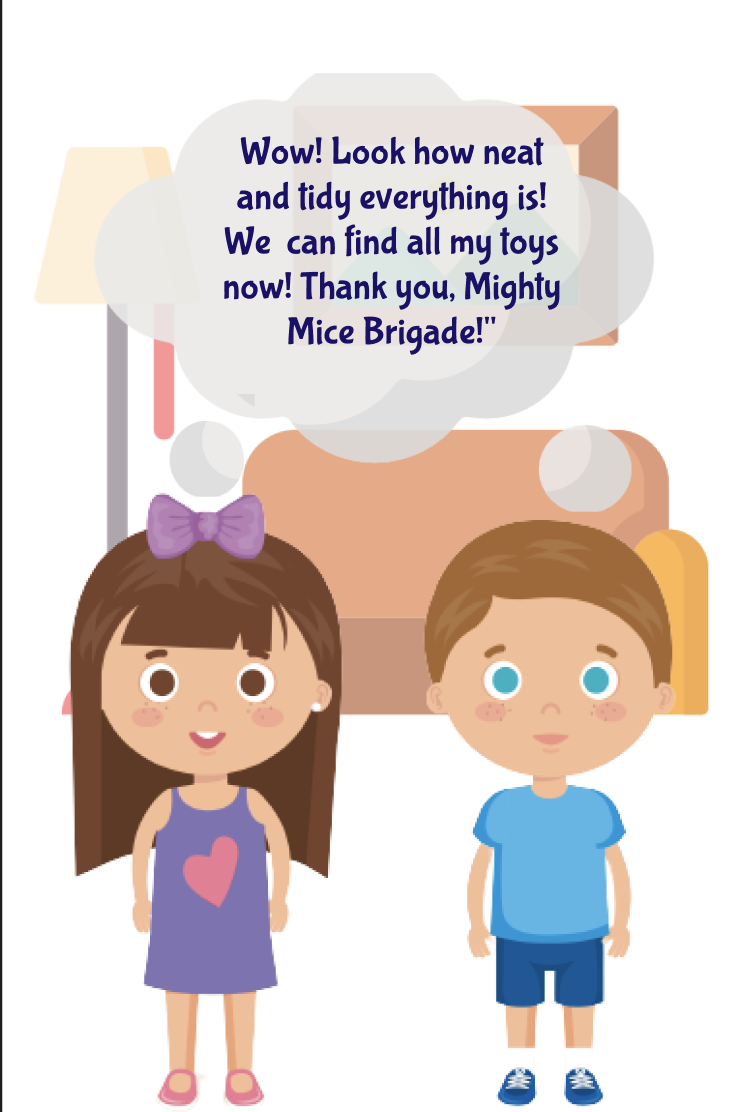 Wow! Look how neat
and tidy everything is!
We  can find all my toys
now! Thank you, Mighty
Mice Brigade!"